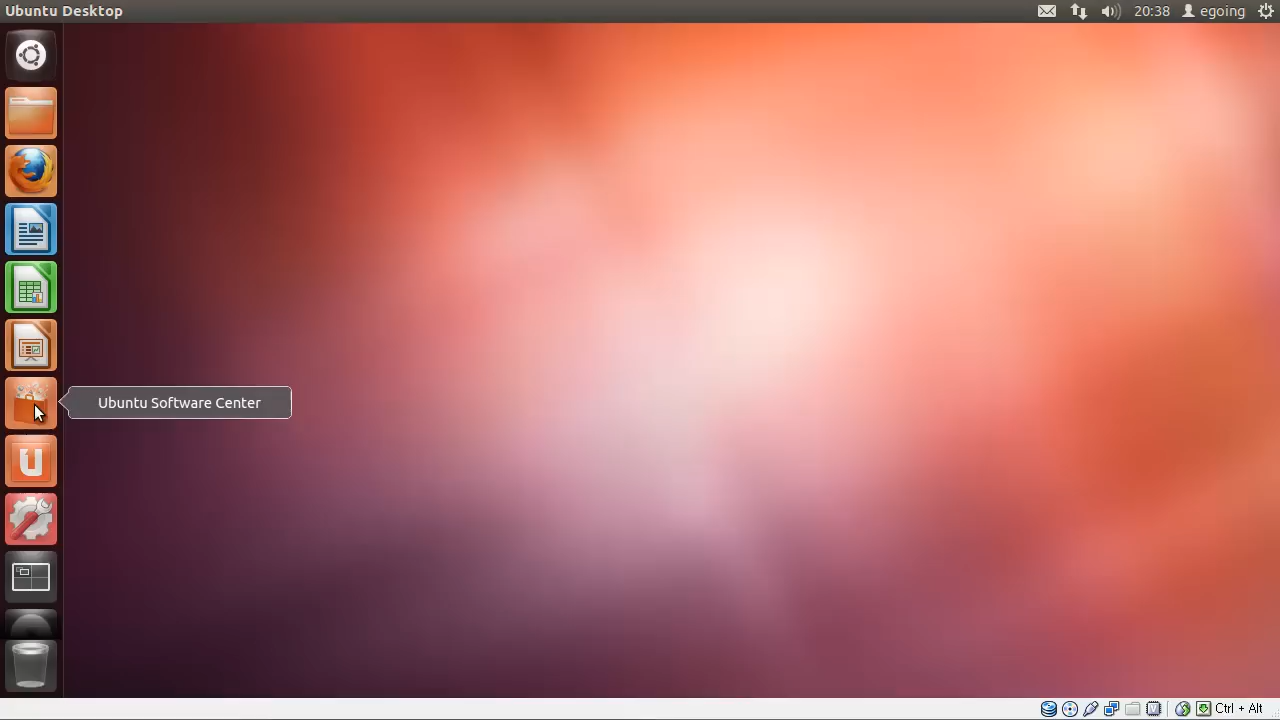 Ubuntu Desktop
20:38
egoing
Ubuntu Software Center
U
Ctrl + Alt